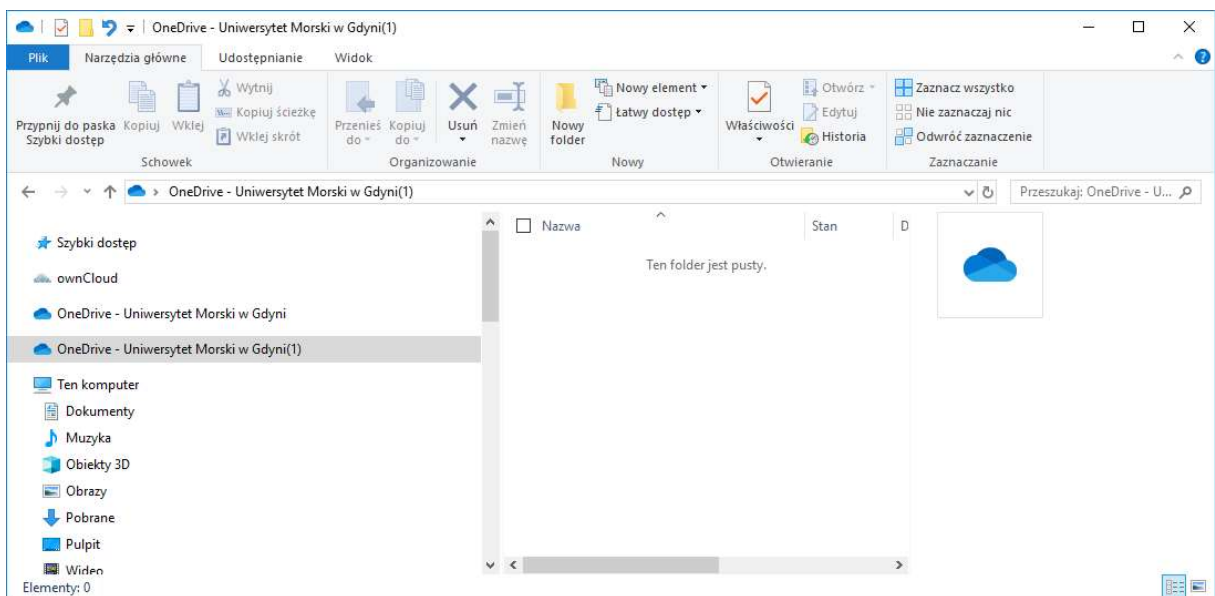 OneDrive - Uniwersytet Morski w Gdyni(1)
Plik Narzędzia główne Udostępnianie Widok
Przypnij do paska Szybki dostęp
Kopiuj
Wklej
Wytnij
Kopiuj ścieżkę
Wklej skrót
Schowek
Przenieś do
Kopiuj do
Usuń
Zmień nazwę
Organizowanie
Nowy folder
Nowy element
Łatwy dostęp
Nowy
Właściwości
Otwórz
Edytuj
Historia
Otwieranie
Zaznacz wszystko
Nie zaznaczaj nic
Odwróć zaznaczenie
Zaznaczanie
OneDrive - Uniwersytet Morski w Gdyni(1)
Przeszukaj: OneDrive - U...
Szybki dostęp
ownCloud
OneDrive - Uniwersytet Morski w Gdyni
OneDrive - Uniwersytet Morski w Gdyni(1)
Ten komputer
Dokumenty
Muzyka
Obiekty 3D
Obrazy
Pobrane
Pulpit
Wideo
Nazwa Stan D
Ten folder jest pusty.
Elementy: 0